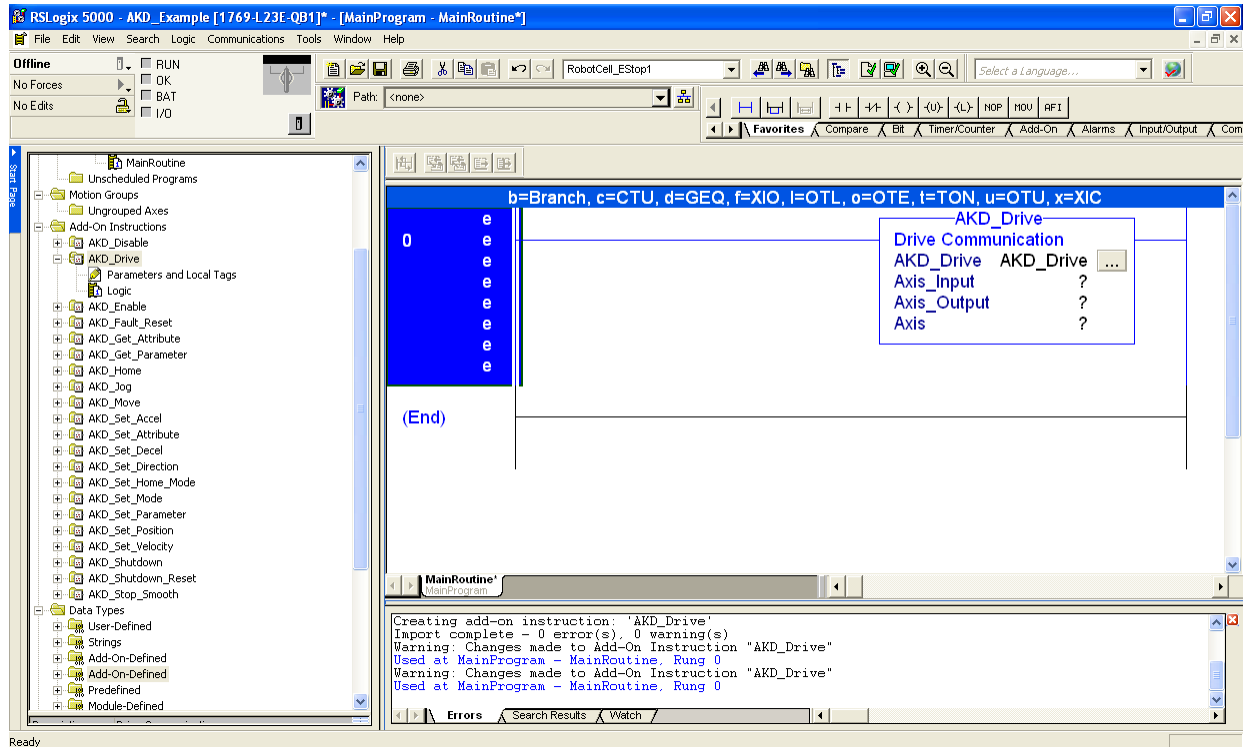 RSLogix 5000 - AKD_Example [1769-L23E-QB1]* - [MainProgram - MainRoutine*]
File Edit View Search Logic Communications Tools Window Help
Offline
RUN
No Forces
OK
No Edits
BAT
I/O
RobotCell_EStop1
Select a Language...
Path: <none>
NOP MOV AFI
Favorites Compare Bit Timer/Counter Add-On Alarms Input/Output Com
Start Page
MainRoutine
Unscheduled Programs
Motion Groups
Ungrouped Axes
Add-On Instructions
AKD_Disable
AKD_Drive
Parameters and Local Tags
Logic
AKD_Enable
AKD_Fault_Reset
AKD_Get_Attribute
AKD_Get_Parameter
AKD_Home
AKD_Jog
AKD_Move
AKD_Set_Accel
AKD_Set_Attribute
AKD_Set_Decel
AKD_Set_Direction
AKD_Set_Home_Mode
AKD_Set_Mode
AKD_Set_Parameter
AKD_Set_Position
AKD_Set_Velocity
AKD_Shutdown
AKD_Shutdown_Reset
AKD_Stop_Smooth
Data Types
User-Defined
Strings
Add-On-Defined
Add-On-Defined
Predefined
Module-Defined
b=Branch, c=CTU, d=GEQ, f=XIO, l=OTL, o=OTE, t=TON, u=OTU, x=XIC
e
0 e
e
e
e
e
e
e
AKD_Drive
Drive Communication
AKD_Drive AKD_Drive ...
Axis_Input ?
Axis_Output ?
Axis ?
(End)
MainRoutine*
MainProgram
Creating add-on instruction: 'AKD_Drive'
Import complete - 0 error(s), 0 warning(s)
Warning: Changes made to Add-On Instruction "AKD_Drive"
Used at MainProgram - MainRoutine, Rung 0
Warning: Changes made to Add-On Instruction "AKD_Drive"
Used at MainProgram - MainRoutine, Rung 0
Errors Search Results Watch
Ready